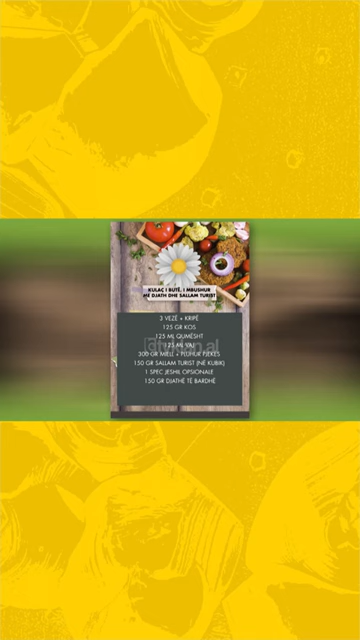 KULAÇ I BUTË, I MBUSHUR
ME DJATH DHE SALLAM TURIST
3 VEZË + KRIPË
125 GR KOS
125 ML QUMËSHT
125 ML VAJ
300 GR MIELL + PLUHUR PJEKËS
150 GR SALLAM TURIST (NË KUBIK)
1 SPEC JESHIL OPSIONALE
150 GR DJATHË TË BARDHË